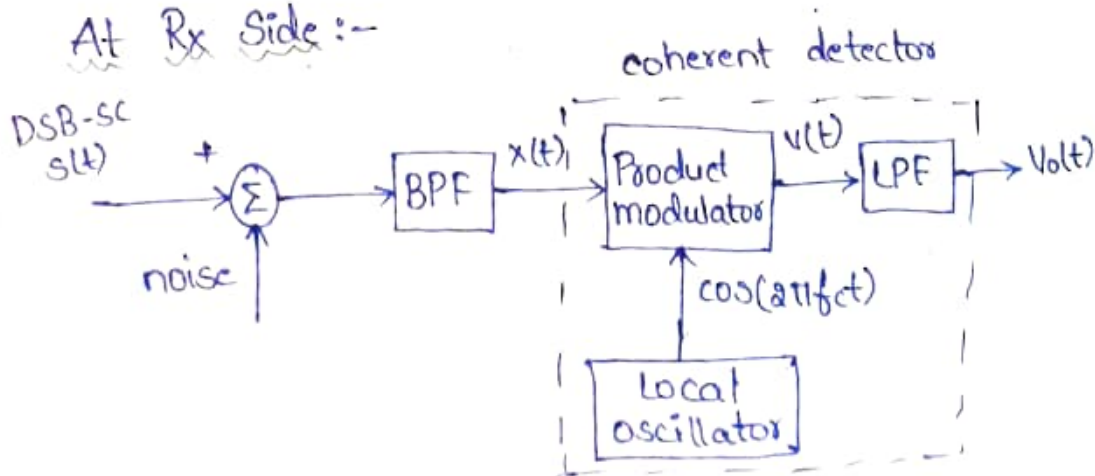 At Rx Side :-
coherent detector
DSB-SC
s(t)
+
Σ
noise
BPF
x(t)
Product
modulator
v(t)
LPF
Vo(t)
cos(2πfct)
Local
oscillator